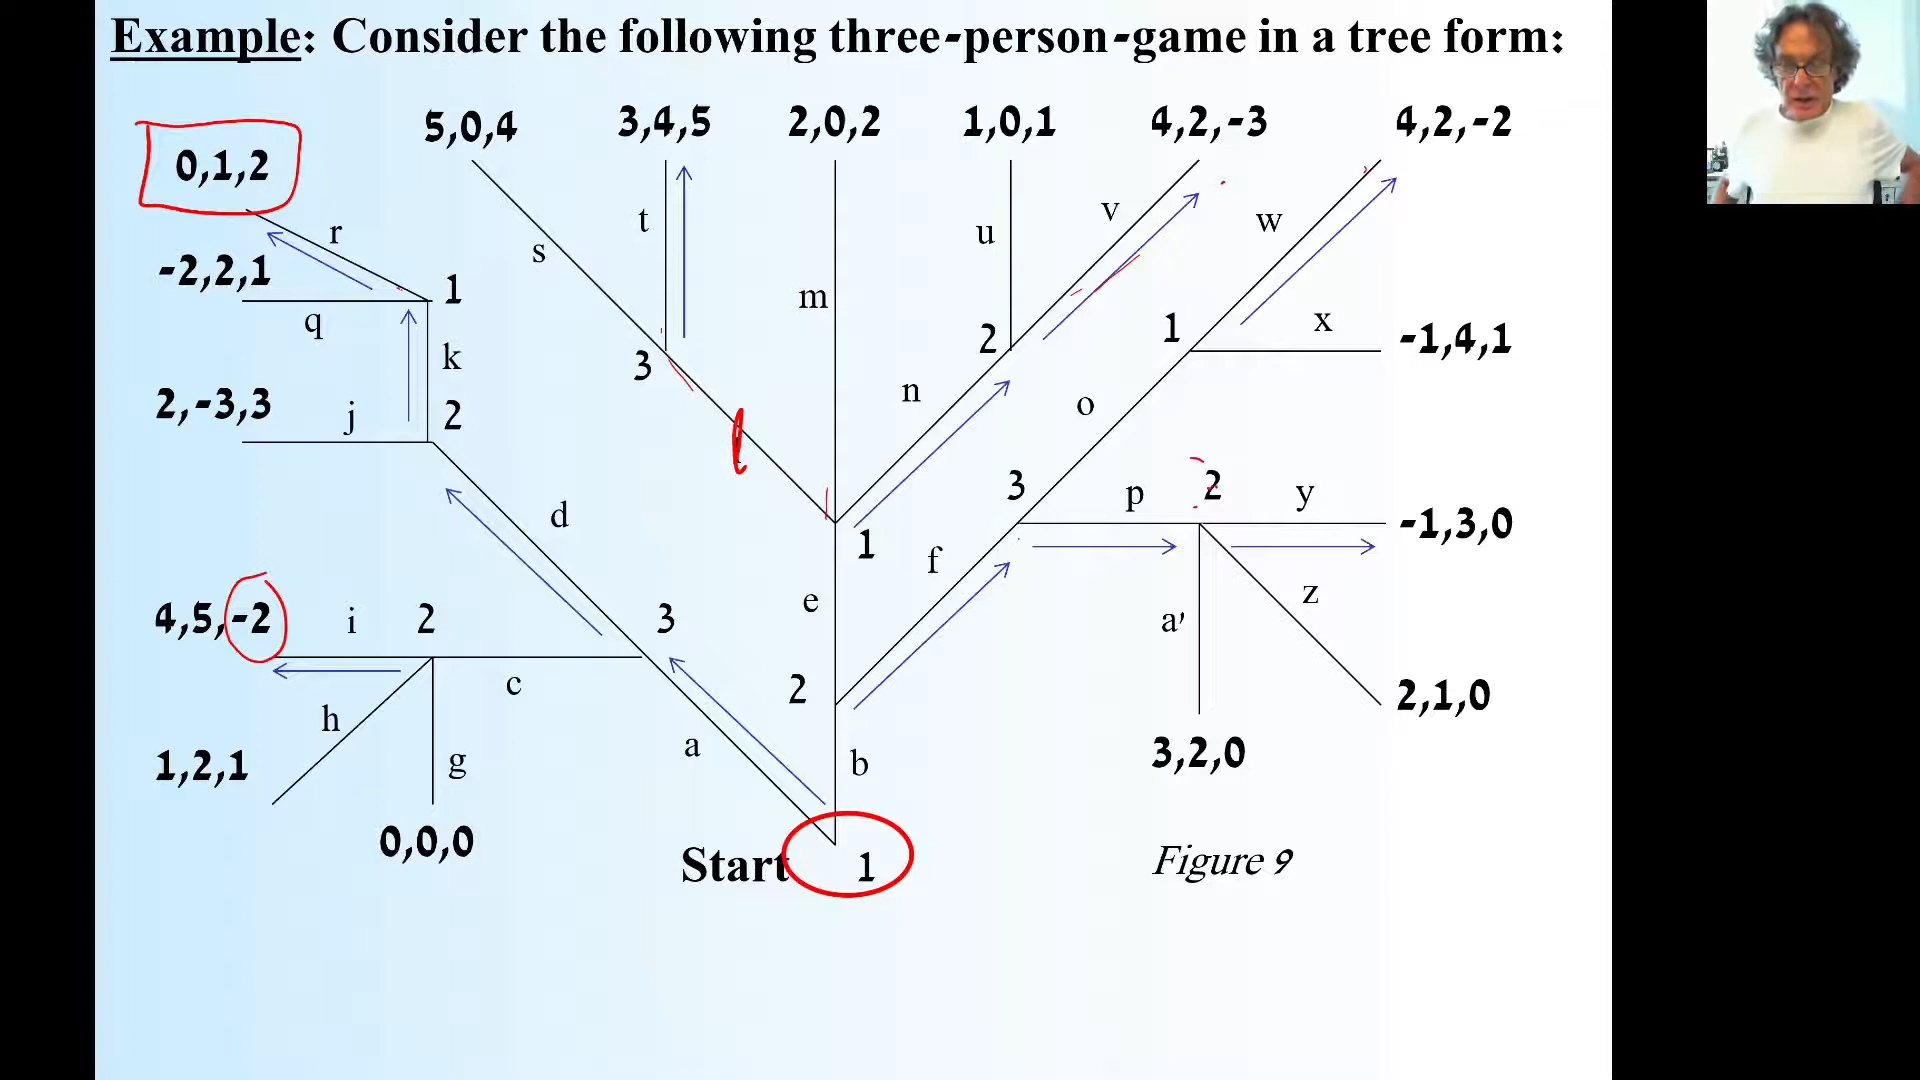 Example: Consider the following three-person-game in a tree form:
5,0,4 3,4,5 2,0,2 1,0,1 4,2,-3 4,2,-2
0,1,2
r t u v w
s
-2,2,1 1
m
q 3 2 1 x -1,4,1
k
2,-3,3 j 2 n o
l
3 p 2 y -1,3,0
d
1 f
4,5,-2 i 2 3 e a' z
c 2 2,1,0
h a b
1,2,1 g 3,2,0
0,0,0
Start 1 Figure 9